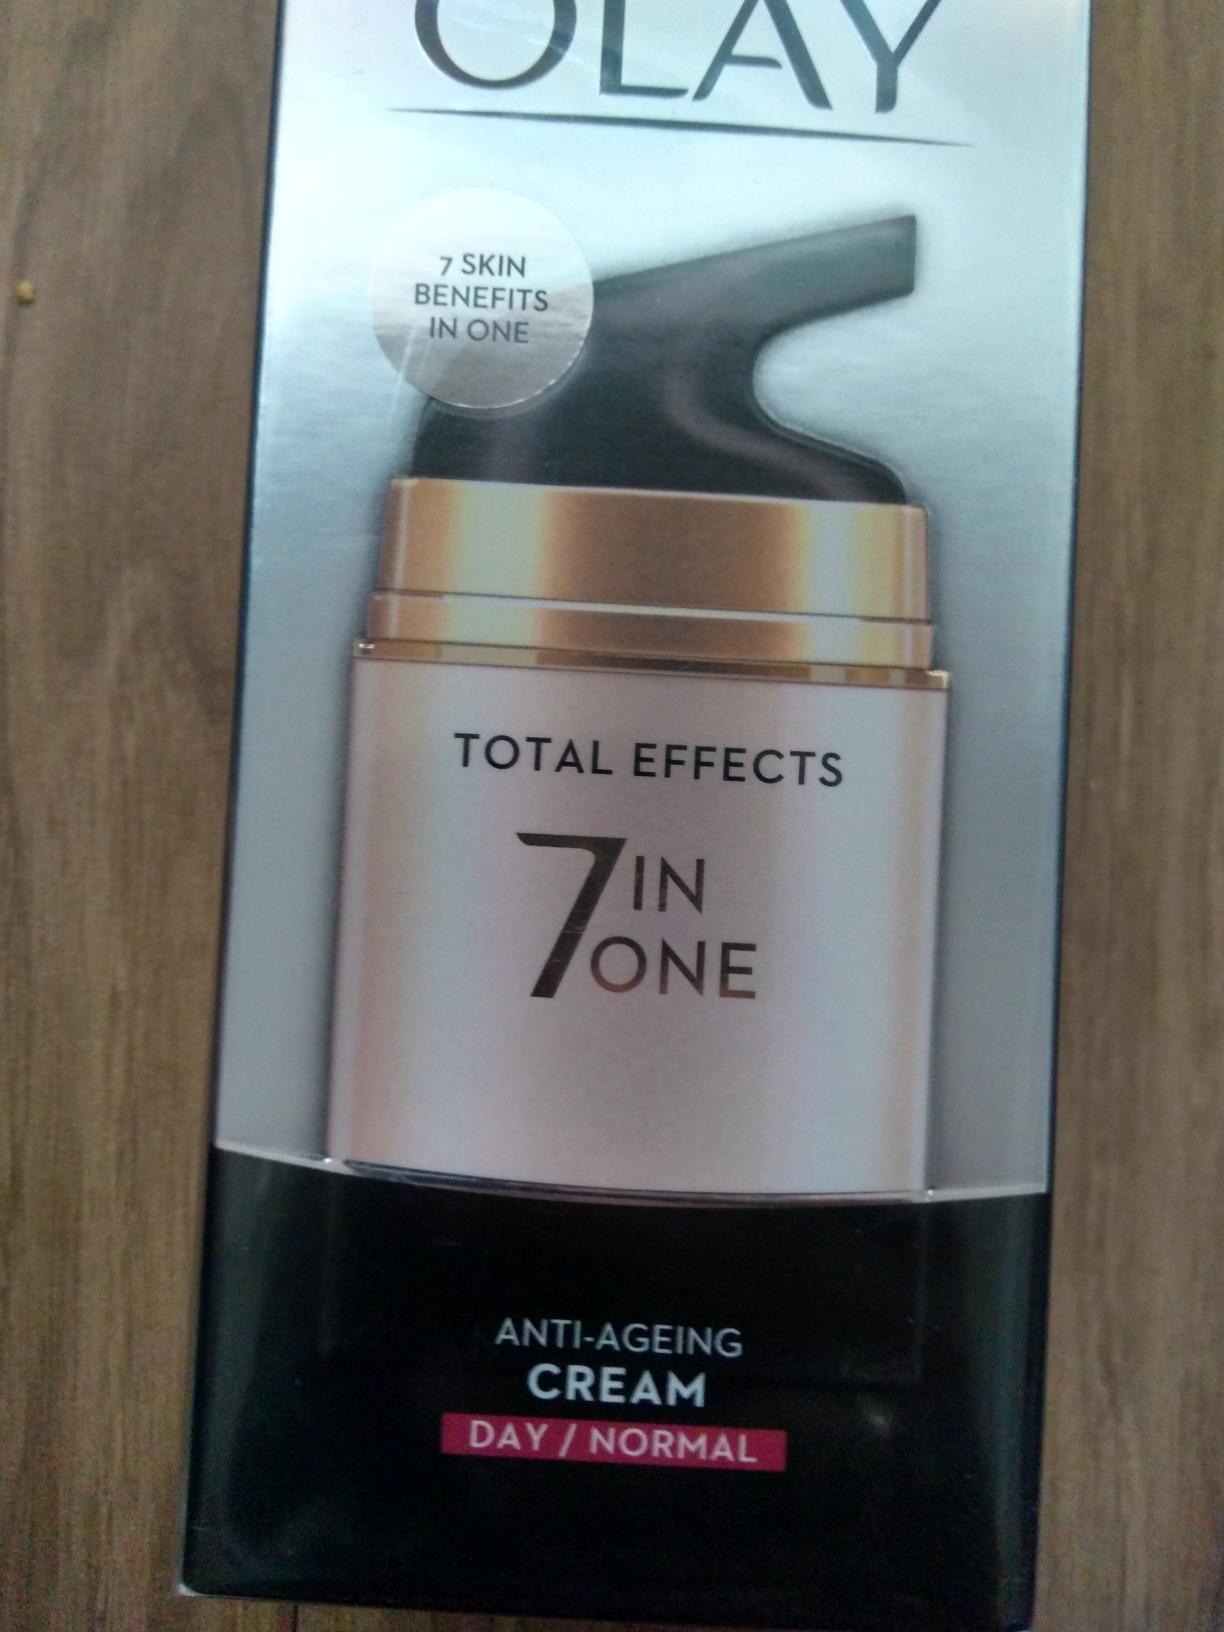 OLAY
7 SKIN
BENEFITS
IN ONE
TOTAL EFFECTS
7 IN
ONE
ANTI-AGEING
CREAM
DAY / NORMAL